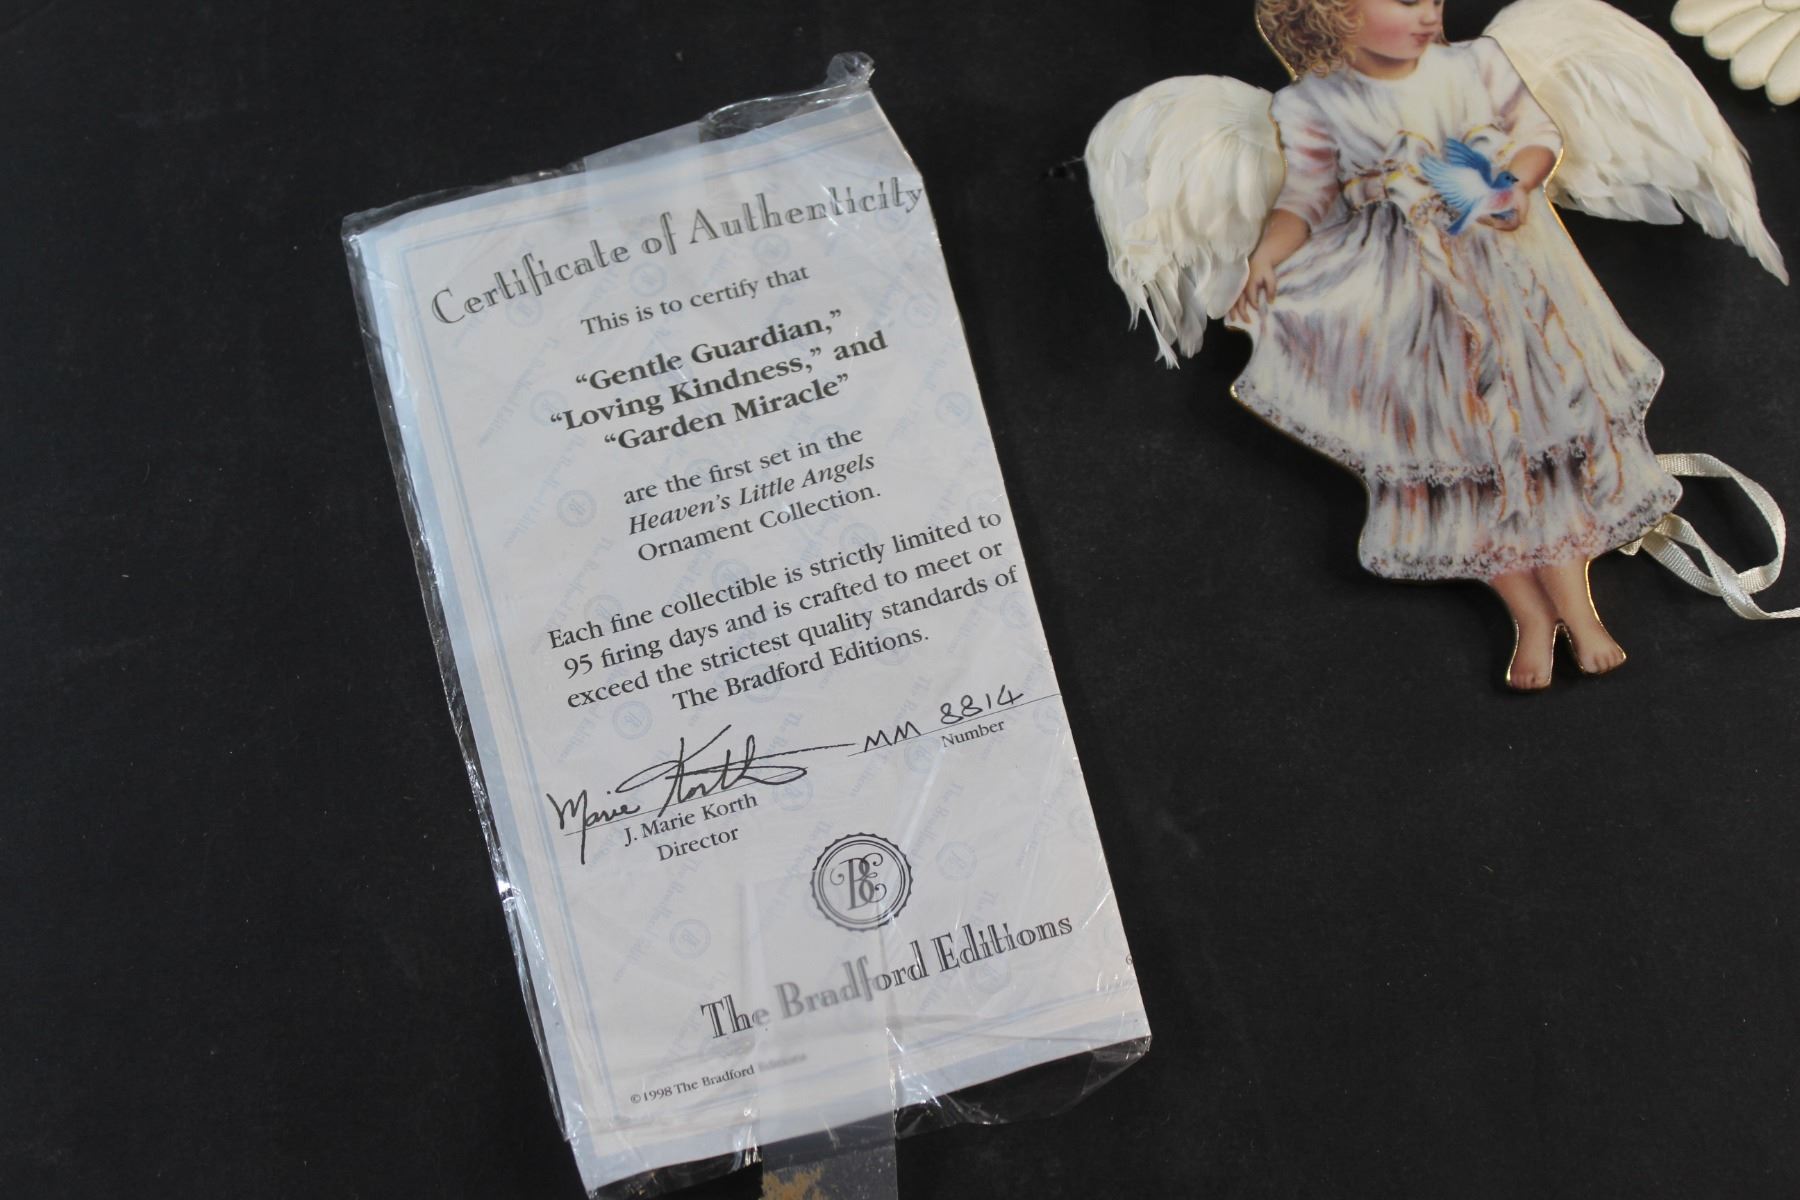 Certificate of Authenticity
This is to certify that
“Gentle Guardian,”
“Loving Kindness,” and
“Garden Miracle”
are the first set in the
Heaven's Little Angels
Ornament Collection.
Each fine collectible is strictly limited to
95 firing days and is crafted to meet or
exceed the strictest quality standards of
The Bradford Editions.
Marie Korth MM 8814
J. Marie Korth Number
Director
BE
The Bradford Editions
©1998 The Bradford Editions